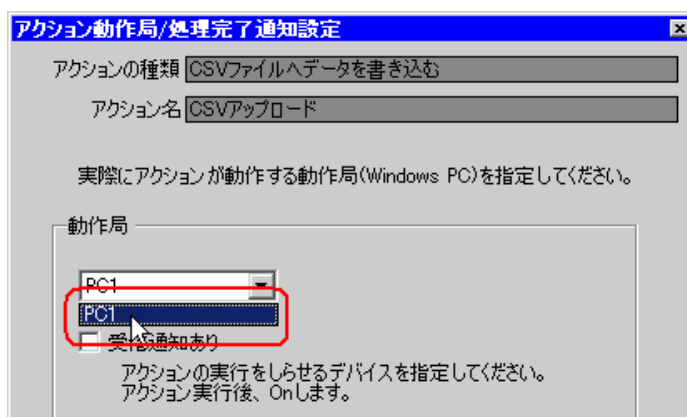 アクション動作局/処理完了通知設定
アクションの種類 CSVファイルへデータを書き込む
アクション名 CSVアップロード
実際にアクションが動作する動作局(Windows PC)を指定してください。
動作局
PC1
PC1
受信通知あり
アクションの実行をしらせるデバイスを指定してください。
アクション実行後、Onします。